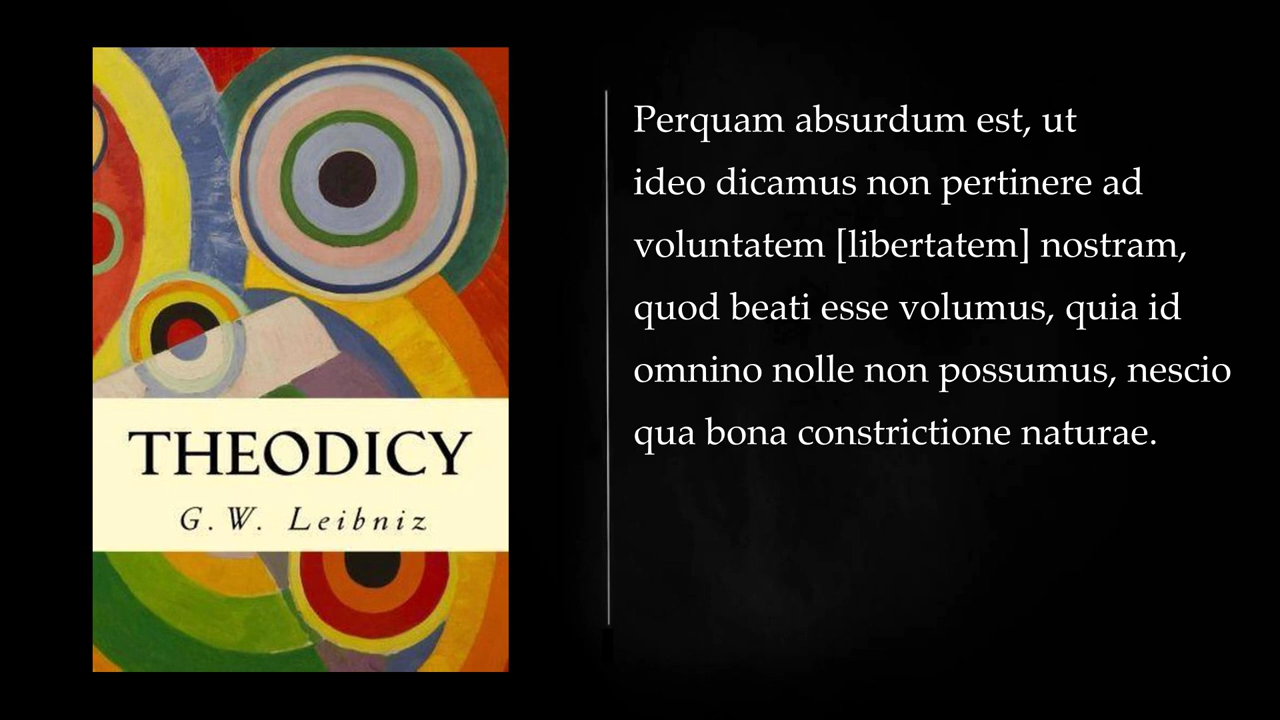 THEODICY
G. W. Leibniz
Perquam absurdum est, ut
ideo dicamus non pertinere ad
voluntatem [libertatem] nostram,
quod beati esse volumus, quia id
omnino nolle non possumus, nescio
qua bona constrictione naturae.